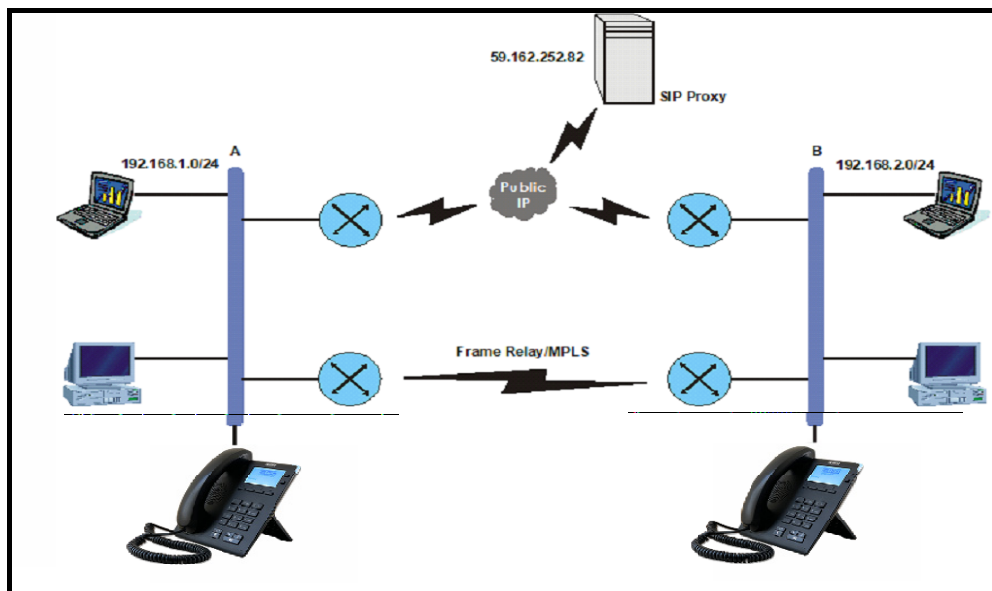 59.162.252.82
SIP Proxy
A
B
192.168.1.0/24
192.168.2.0/24
Public
IP
Frame Relay/MPLS